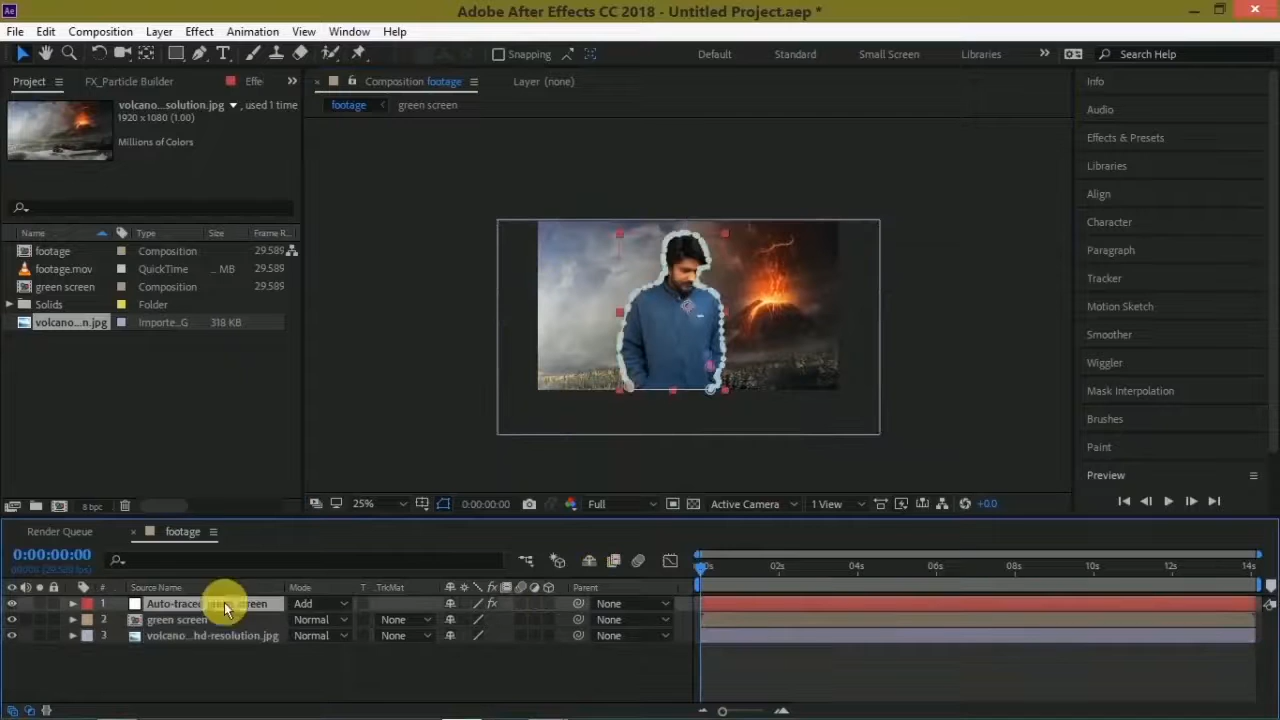 Adobe After Effects CC 2018 - Untitled Project.aep *
File Edit Composition Layer Effect Animation View Window Help
Snapping Default Standard Small Screen Libraries Search Help
Project FX_Particle Builder Effe Composition footage Layer (none)
volcano...solution.jpg , used 1 time
1920 x 1080 (1.00)
Millions of Colors
footage green screen
Info
Audio
Effects & Presets
Libraries
Align
Character
Paragraph
Tracker
Motion Sketch
Smoother
Wiggler
Mask Interpolation
Brushes
Paint
Preview
Name Type Size Frame R...
footage Composition 29.589
footage.mov QuickTime ... MB 29.589
green screen Composition 29.589
Solids Folder
volcano...n.jpg Importe...G 318 KB
8 bpc
25% 0:00:00:00 Full Active Camera 1 View +0.0
Render Queue footage
0:00:00:00
# Source Name Mode T TrkMat Parent
02s 04s 06s 08s 10s 12s 14s
1 Auto-traced screen Add None
2 green screen Normal None None
3 volcano...hd-resolution.jpg Normal None None